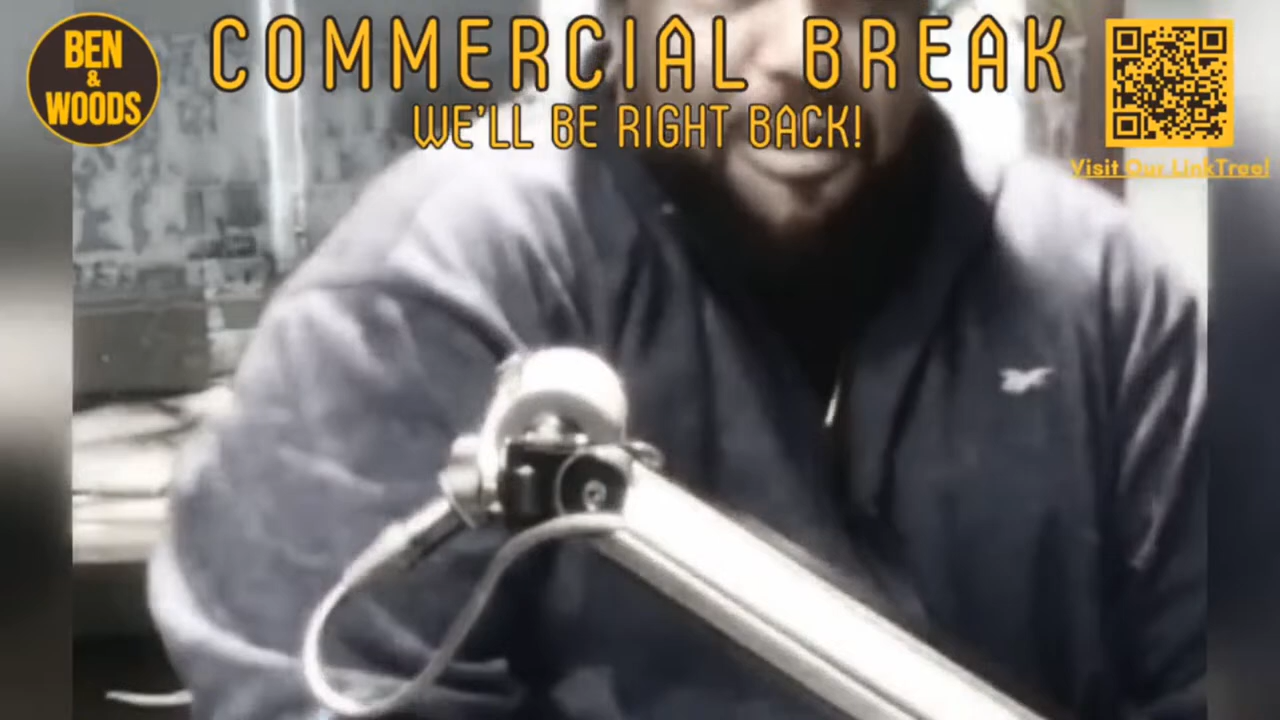 BEN
&
WOODS
COMMERCIAL BREAK
WE'LL BE RIGHT BACK!
Visit Our LinkTree!